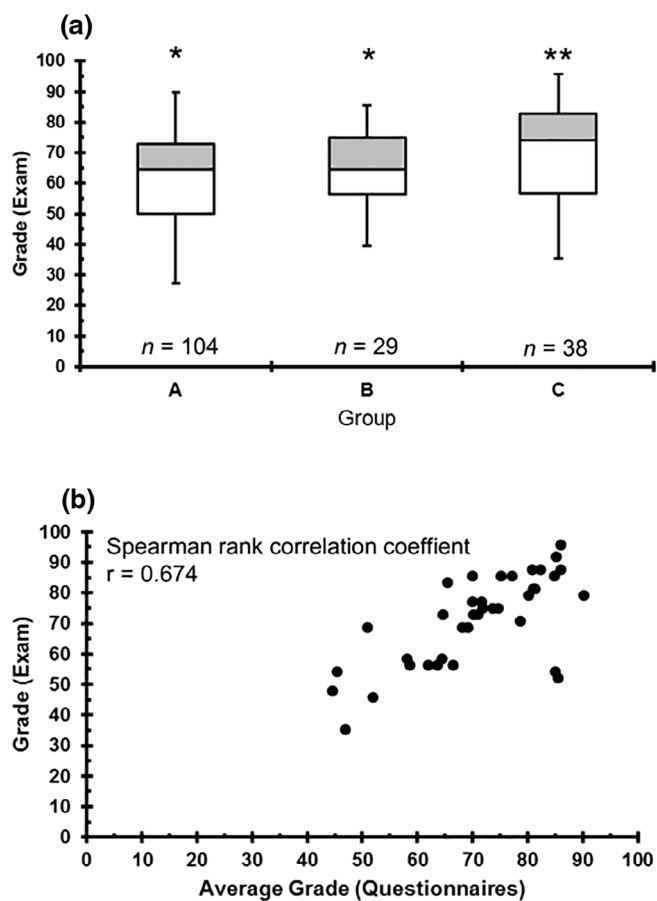 (a)
* * **
100
90
80
70
60
50
40
30
20
10
0
Grade (Exam)
n = 104 n = 29 n = 38
A B C
Group
(b)
100
90
80
70
60
50
40
30
20
10
0
Grade (Exam)
Spearman rank correlation coeffient
r = 0.674
0 10 20 30 40 50 60 70 80 90 100
Average Grade (Questionnaires)